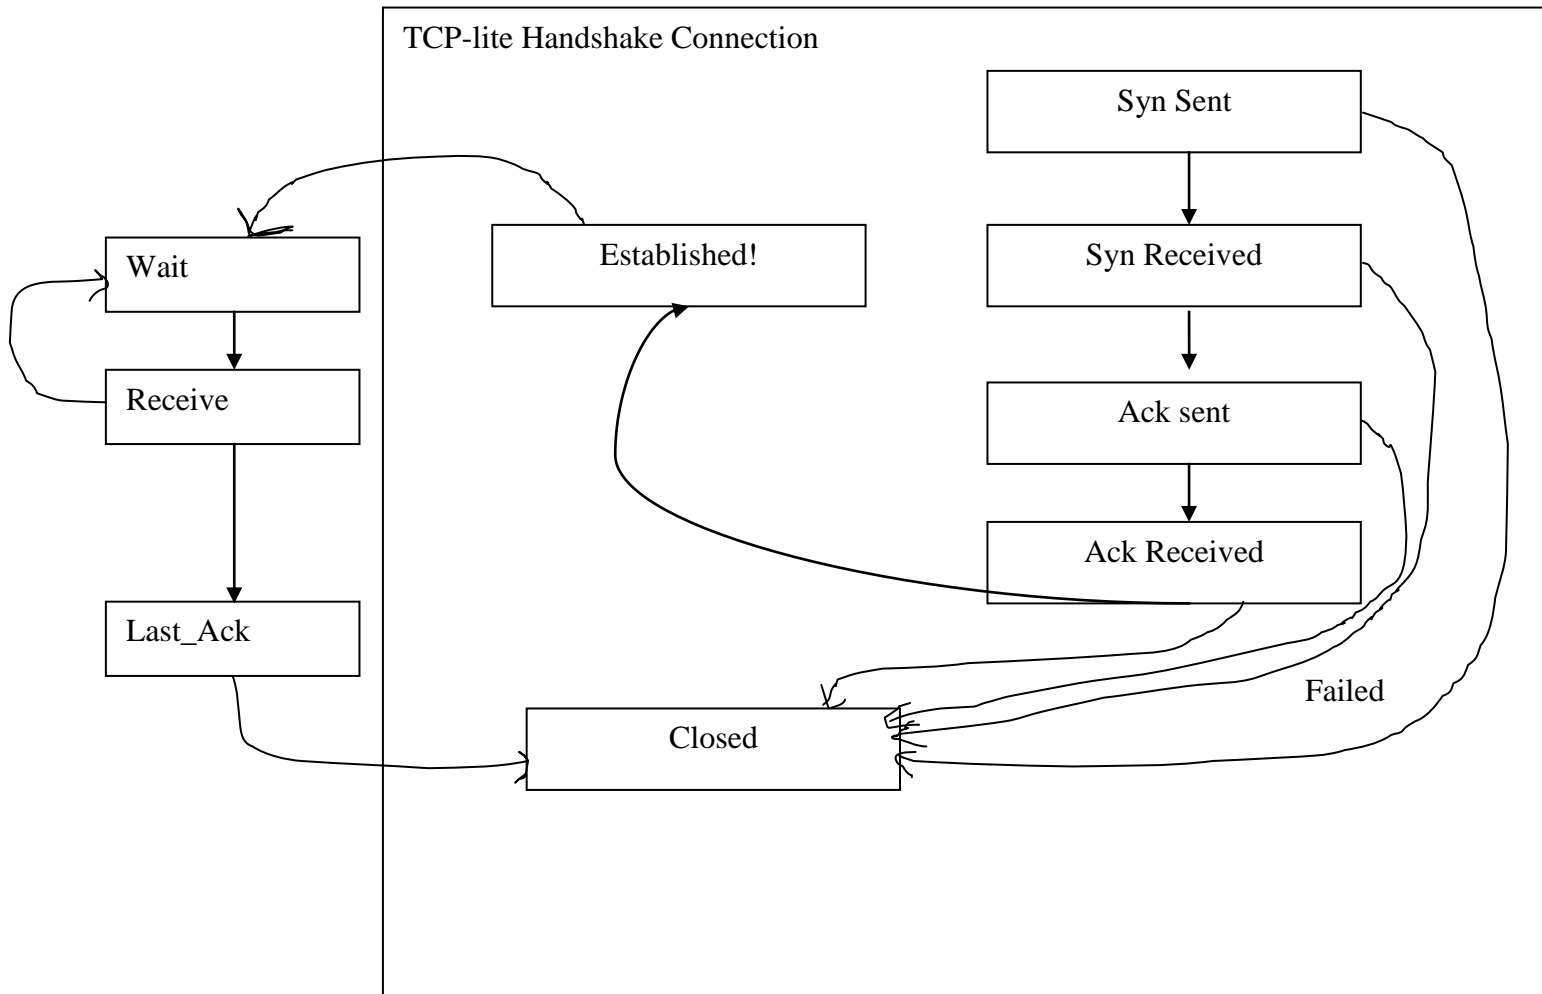 TCP-lite Handshake Connection
Syn Sent
Wait
Established!
Syn Received
Receive
Ack sent
Ack Received
Last_Ack
Failed
Closed